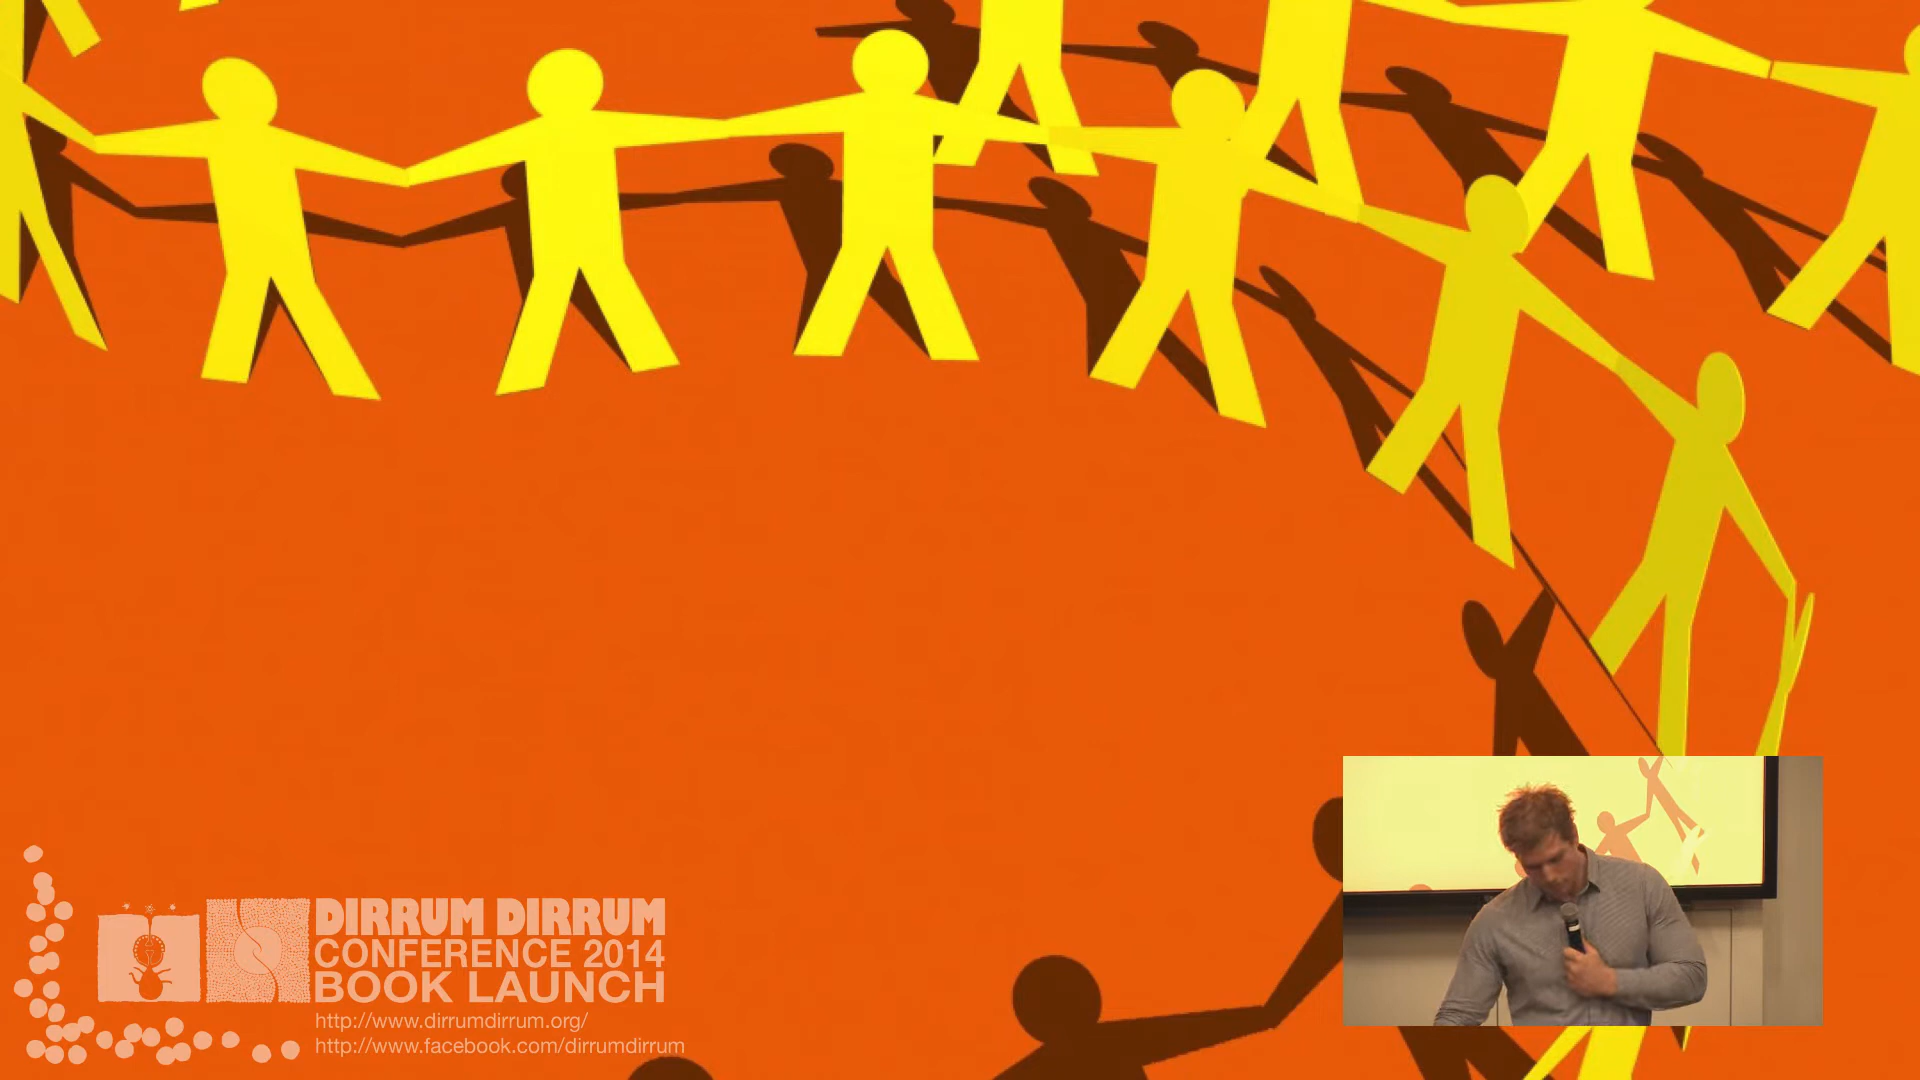 DIRRUM DIRRUM
CONFERENCE 2014
BOOK LAUNCH
http://www.dirrumdirrum.org/
http://www.facebook.com/dirrumdirrum